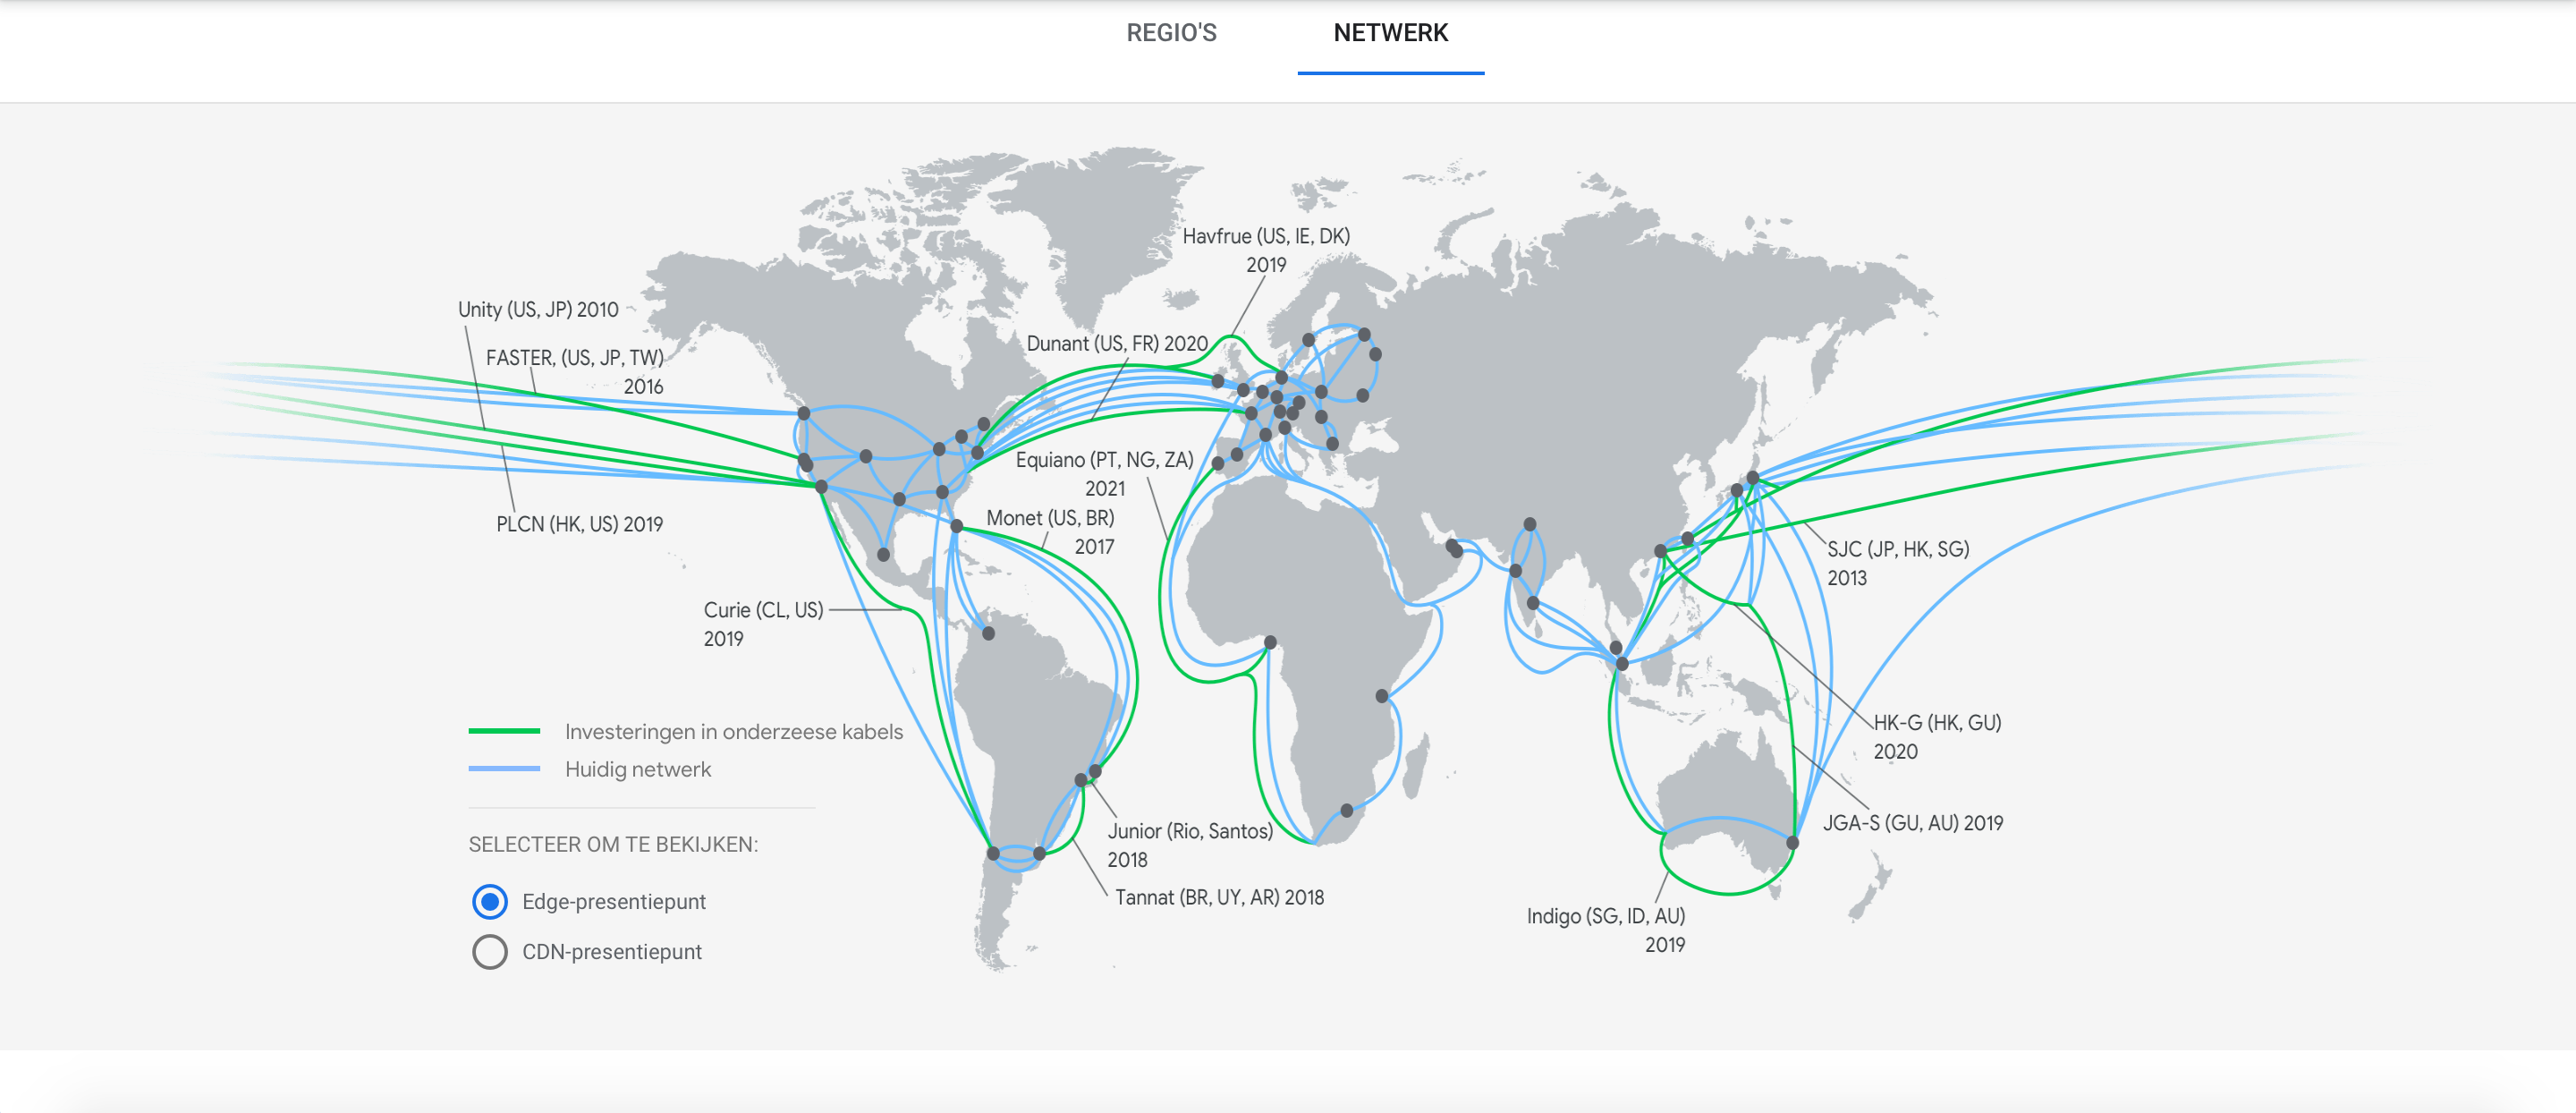 REGIO'S
NETWERK
Havfrue (US, IE, DK)
2019
Unity (US, JP) 2010
FASTER, (US, JP, TW)
2016
Dunant (US, FR) 2020
Equiano (PT, NG, ZA)
2021
PLCN (HK, US) 2019
Monet (US, BR)
2017
SJC (JP, HK, SG)
2013
Curie (CL, US)
2019
HK-G (HK, GU)
2020
Investeringen in onderzeese kabels
Huidig netwerk
JGA-S (GU, AU) 2019
Junior (Rio, Santos)
2018
Tannat (BR, UY, AR) 2018
Indigo (SG, ID, AU)
2019
SELECTEER OM TE BEKIJKEN:
Edge-presentiepunt
CDN-presentiepunt